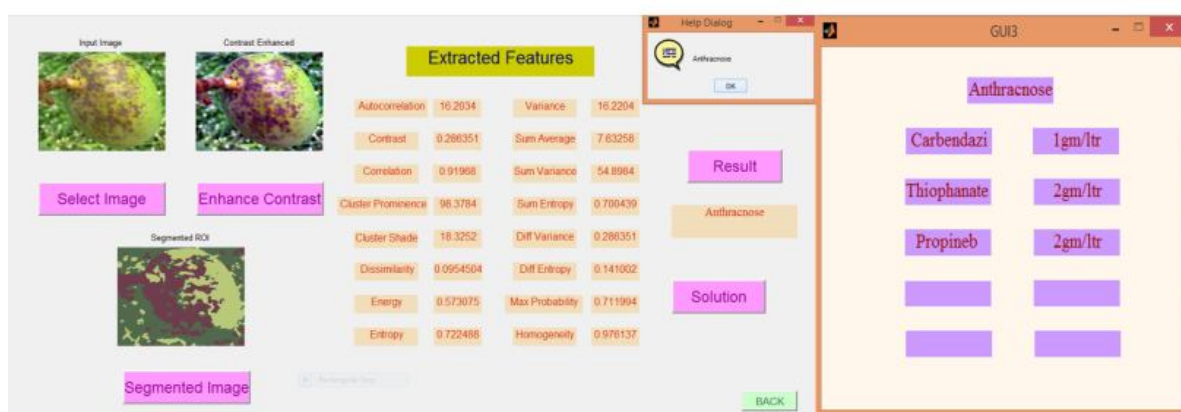 Input Image
Contrast Enhanced
Select Image
Enhance Contrast
Segmented ROI
Segmented Image
Extracted Features
Autocorrelation 16.2034 Variance 16.2204
Contrast 0.286351 Sum Average 7.63258
Correlation 0.91968 Sum Variance 54.8984
Cluster Prominence 98.3784 Sum Entropy 0.700439
Cluster Shade 18.3252 Diff Variance 0.286351
Dissimilarity 0.0954504 Diff Entropy 0.141002
Energy 0.573075 Max Probability 0.711994
Entropy 0.722488 Homogeneity 0.976137
Help Dialog
Anthracnose
OK
Result
Anthracnose
Solution
BACK
GUI3
Anthracnose
Carbendazi 1gm/ltr
Thiophanate 2gm/ltr
Propineb 2gm/ltr